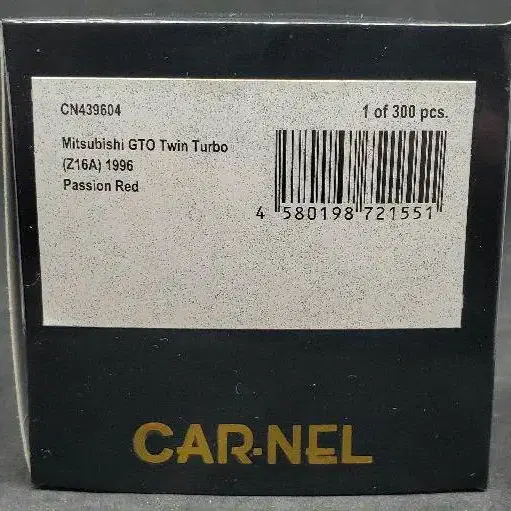 CN439604
1 of 300 pcs.
Mitsubishi GTO Twin Turbo
(Z16A) 1996
Passion Red
4 580198 721551
CAR·NEL